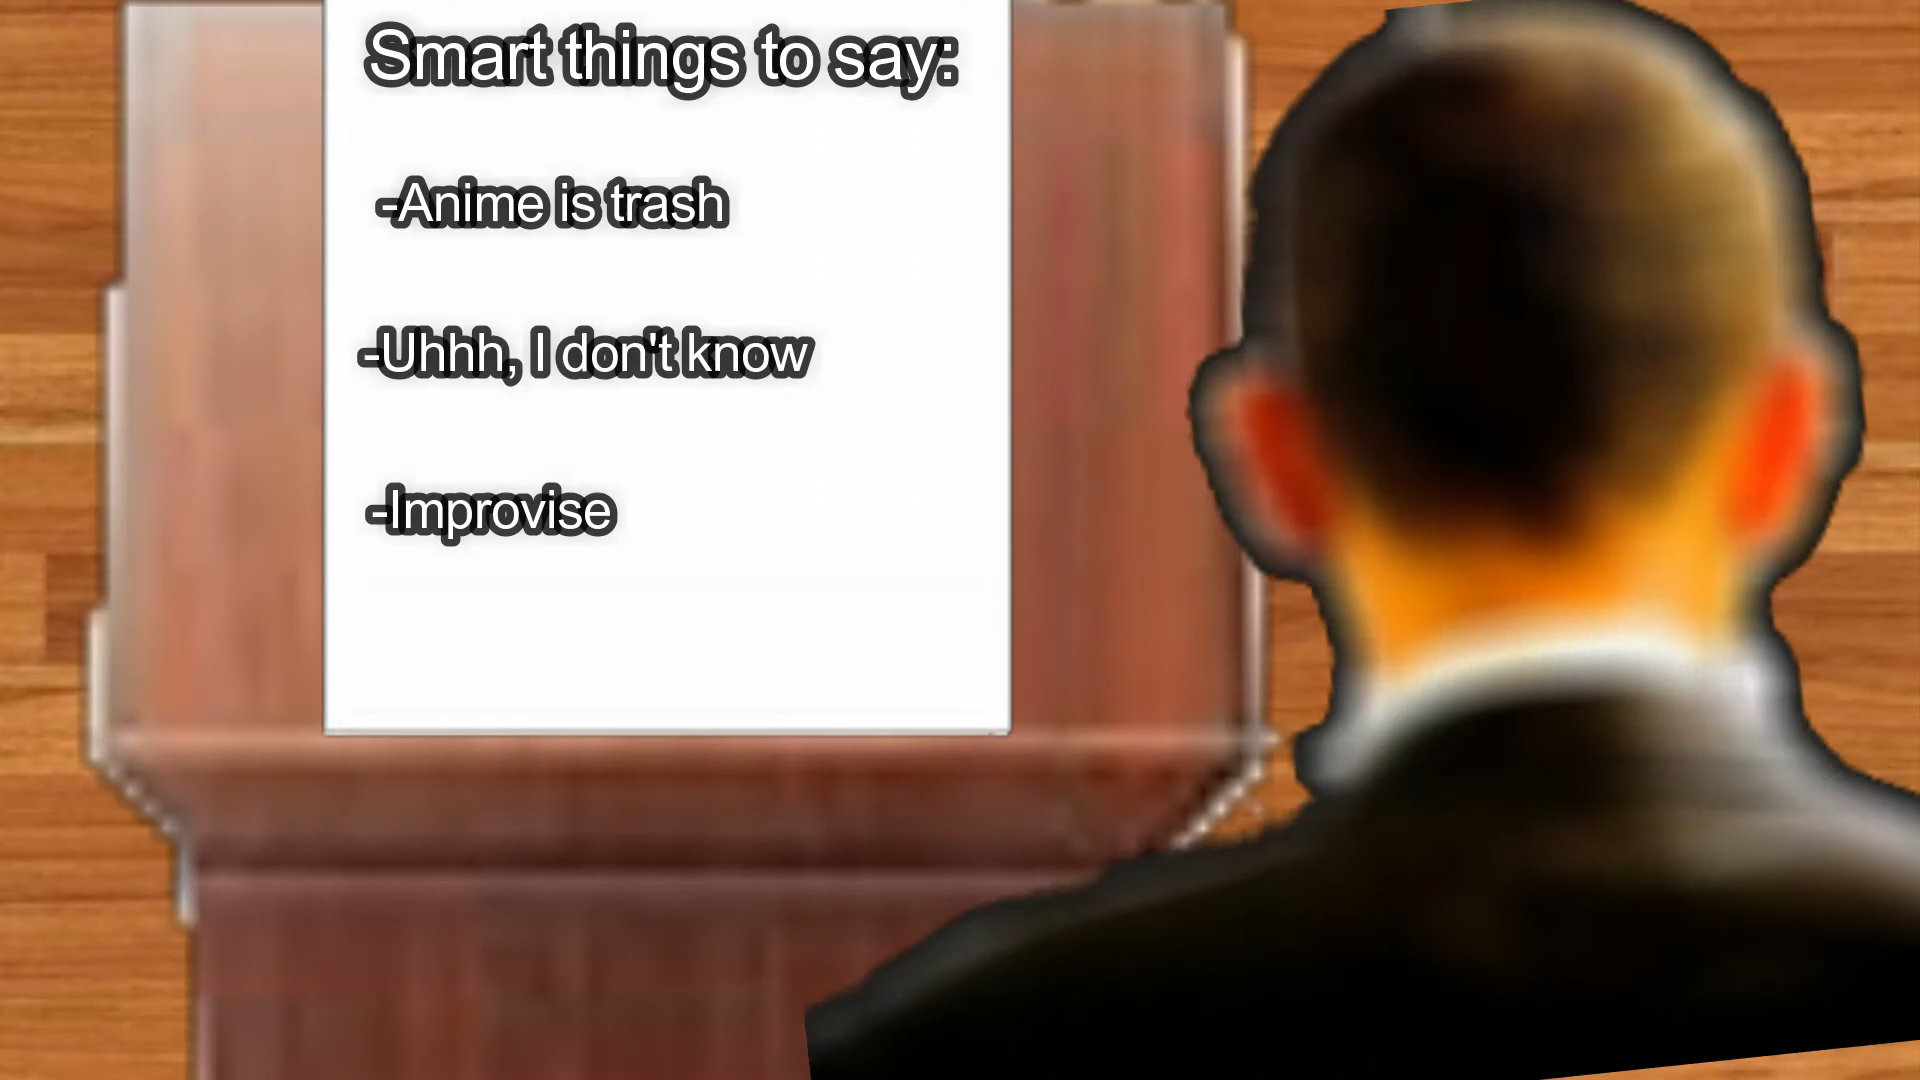 Smart things to say:
-Anime is trash
-Uhhh, I don't know
-Improvise